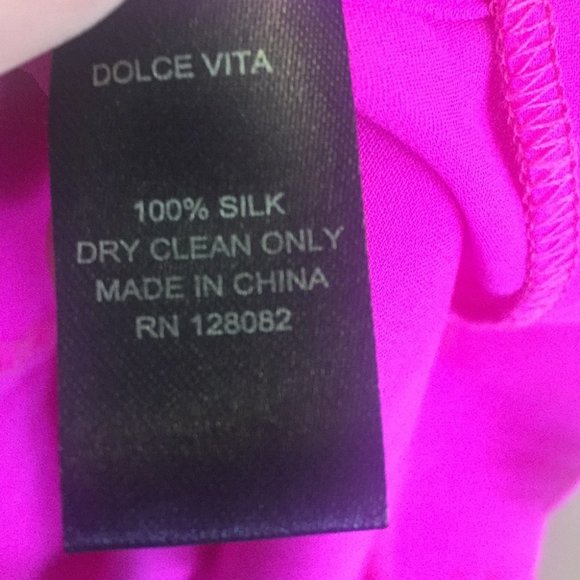 DOLCE VITA
100% SILK
DRY CLEAN ONLY
MADE IN CHINA
RN 128082